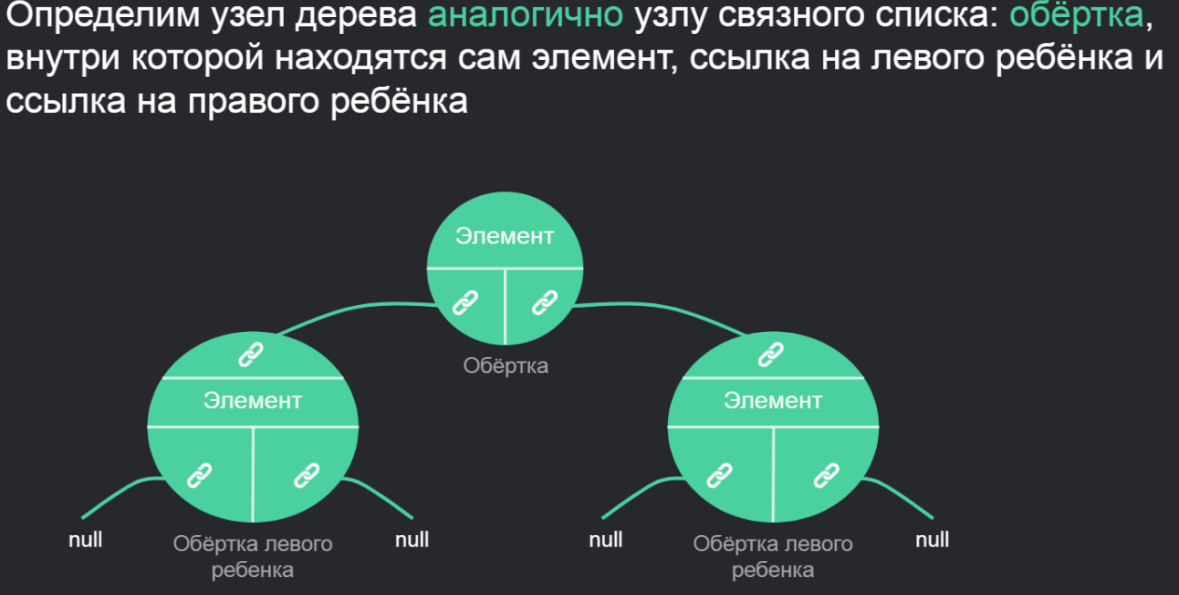 Определим узел дерева аналогично узлу связного списка: обёртка,
внутри которой находятся сам элемент, ссылка на левого ребёнка и
ссылка на правого ребёнка
Элемент
Обёртка
Элемент
Элемент
null
Обёртка левого
ребенка
null
null
Обёртка левого
ребенка
null